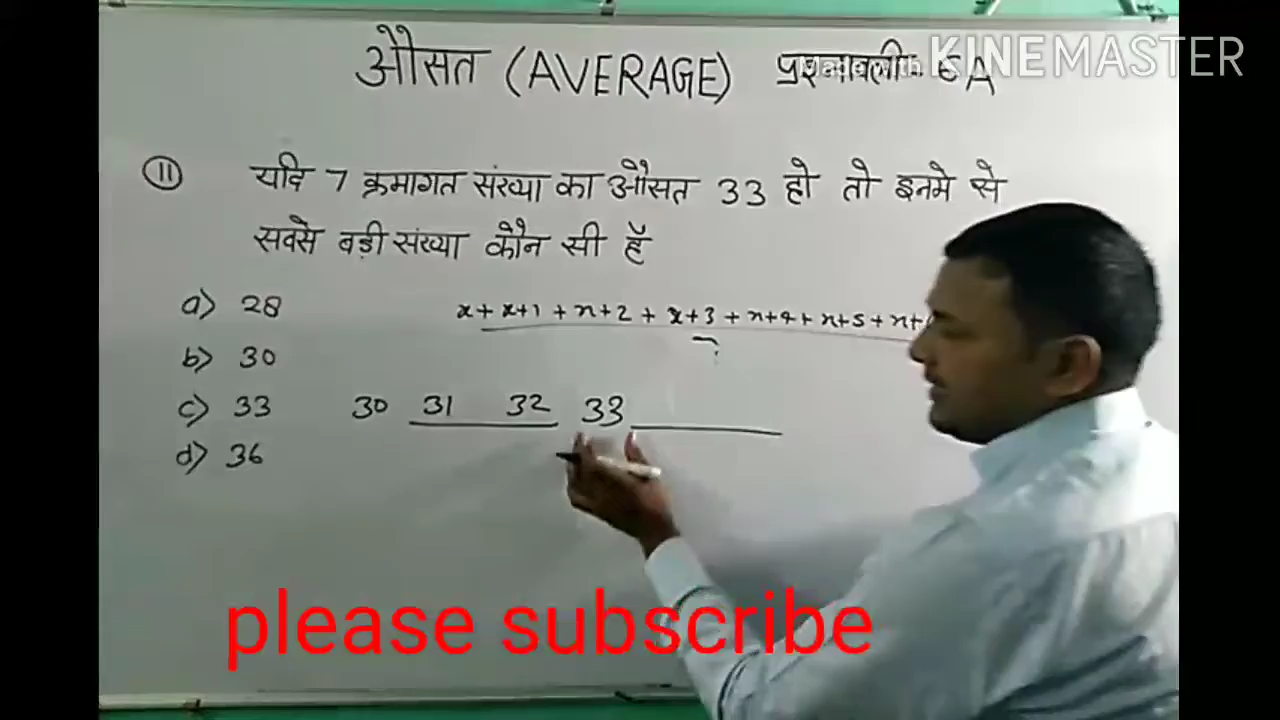 औसत (AVERAGE) प्रश्नावली - 6A
KINEMASTER
⑪ यदि 7 क्रमागत संख्या का औसत 33 हो तो इनमे से
सबसे बड़ी संख्या कौन सी हैं
a) 28
x + x+1 + x+2 + x+3 + x+4 + x+5 + x+
7
b) 30
c) 33
30 31 32 33
d) 36
please subscribe